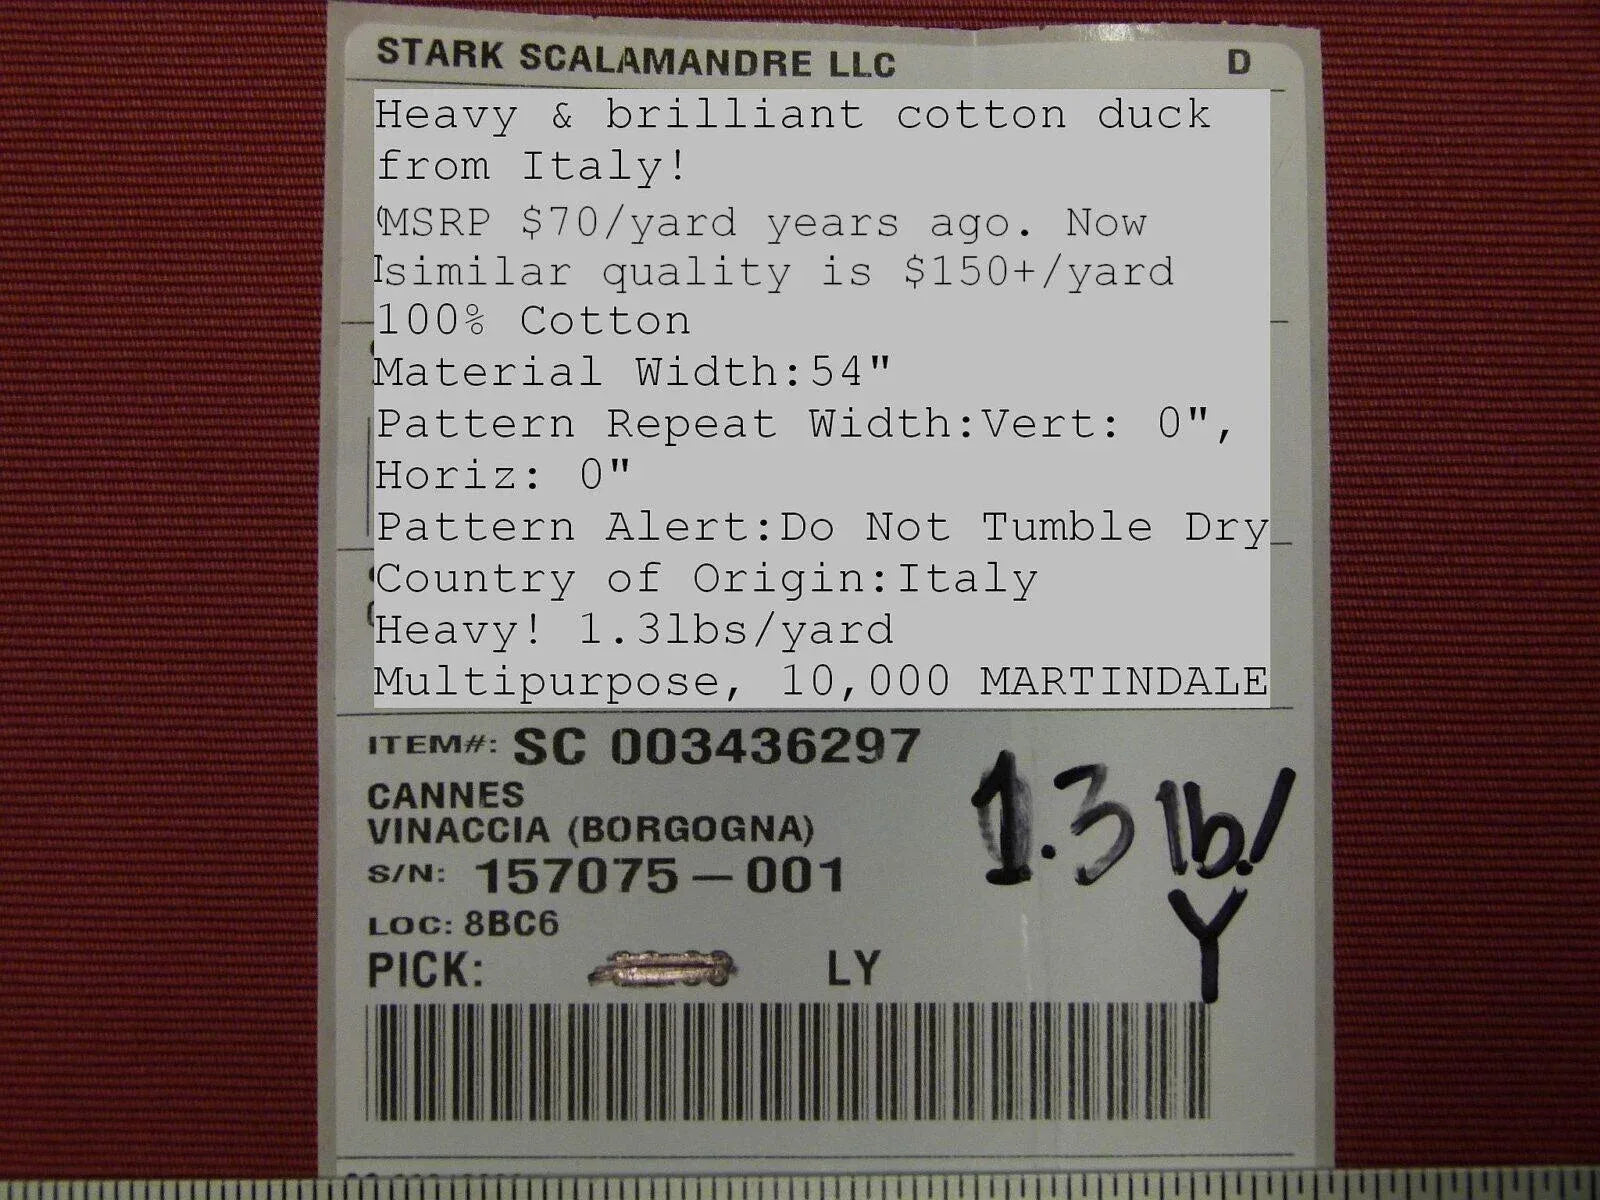 STARK SCALAMANDRE LLC D
Heavy & brilliant cotton duck
from Italy!
MSRP $70/yard years ago. Now
similar quality is $150+/yard
100% Cotton
Material Width:54"
Pattern Repeat Width:Vert: 0",
Horiz: 0"
Pattern Alert:Do Not Tumble Dry
Country of Origin:Italy
Heavy! 1.3lbs/yard
Multipurpose, 10,000 MARTINDALE
ITEM#: SC 003436297
CANNES
VINACCIA (BORGOGNA)
S/N: 157075-001
LOC: 8BC6
PICK: LY
1.3 lb./
Y